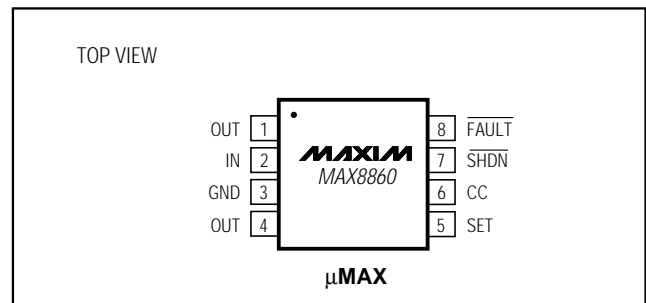 TOP VIEW
OUT 1
IN 2
GND 3
OUT 4
MAXIM
MAX8860
8 FAULT
7 SHDN
6 CC
5 SET
μMAX